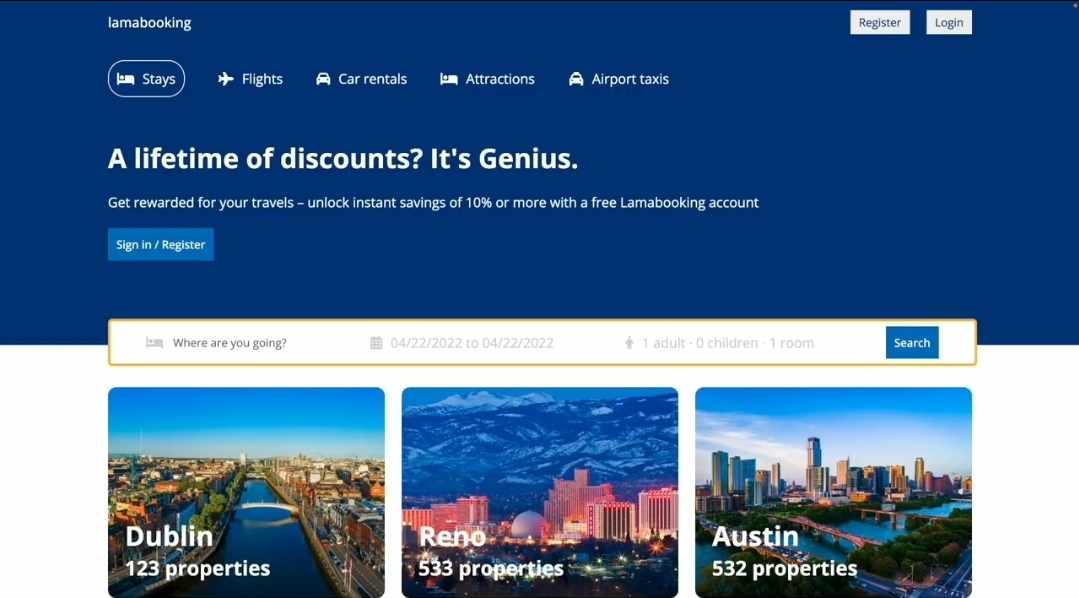 lamabooking
Register
Login
Stays
Flights
Car rentals
Attractions
Airport taxis
A lifetime of discounts? It's Genius.
Get rewarded for your travels – unlock instant savings of 10% or more with a free Lamabooking account
Sign in / Register
Where are you going?
04/22/2022 to 04/22/2022
1 adult · 0 children · 1 room
Search
Dublin
123 properties
Reno
533 properties
Austin
532 properties